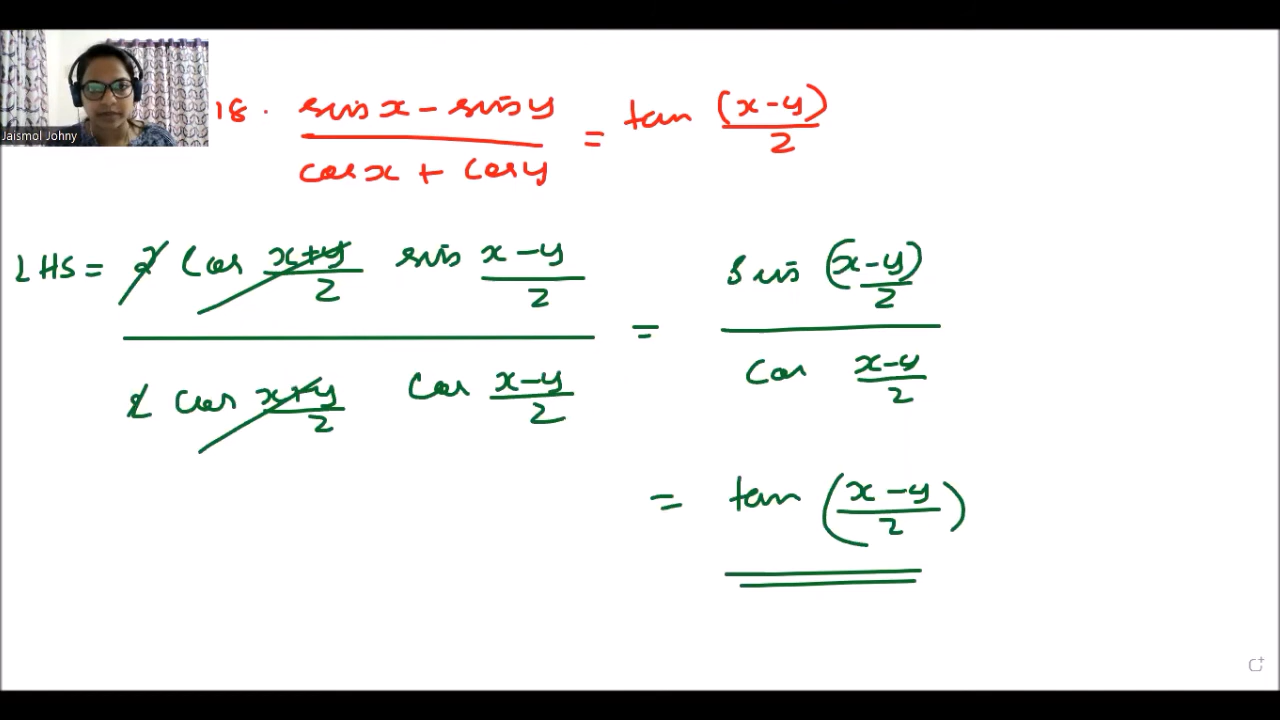 Jaismol Johny
18. (sin x - sin y)/(cos x + cos y) = tan (x-y)/2
LHS = (2 cos (x+y)/2 sin (x-y)/2)/(2 cos (x+y)/2 cos (x-y)/2) = (sin (x-y)/2)/(cos (x-y)/2)
= tan ((x-y)/2)